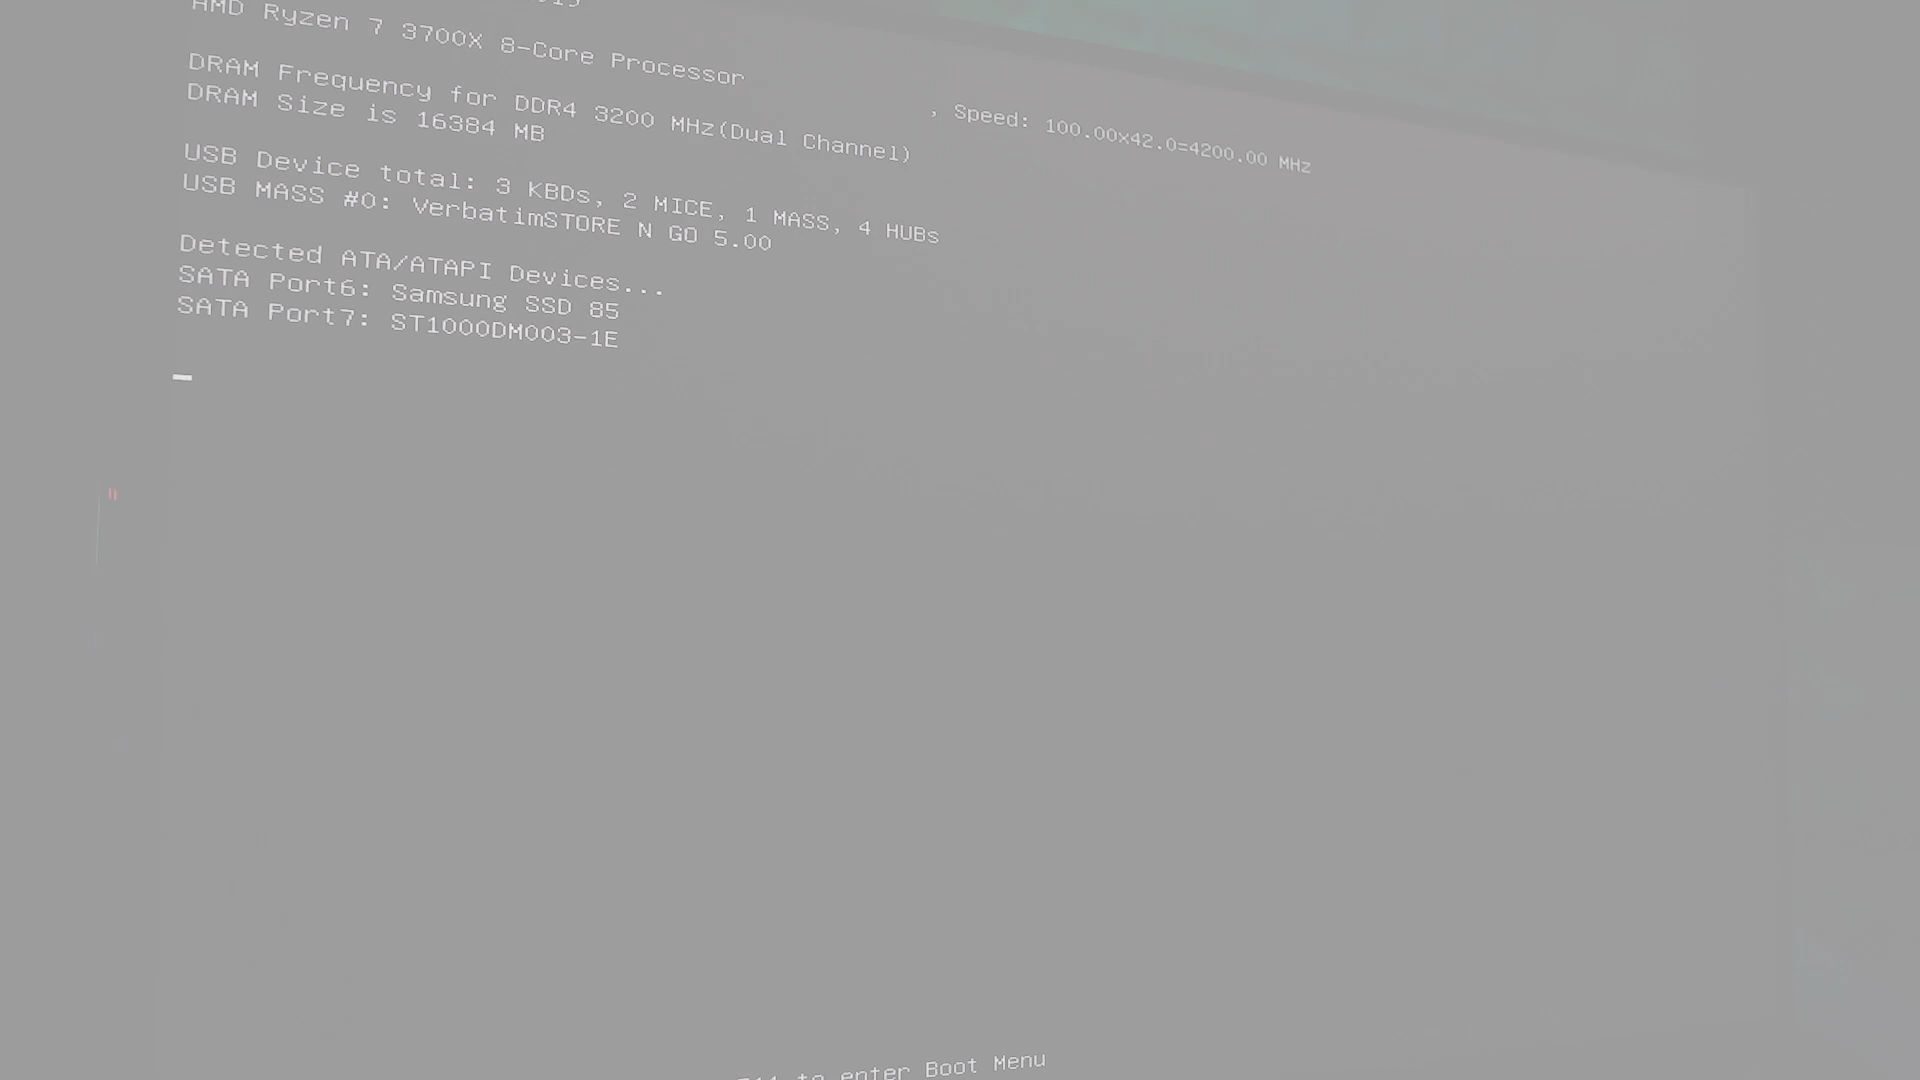 AMD Ryzen 7 3700X 8-Core Processor , Speed: 100.00x42.0=4200.00 MHz
DRAM Frequency for DDR4 3200 MHz(Dual Channel)
DRAM Size is 16384 MB
USB Device total: 3 KBDs, 2 MICE, 1 MASS, 4 HUBs
USB MASS #0: VerbatimSTORE N GO 5.00
Detected ATA/ATAPI Devices...
SATA Port6: Samsung SSD 85
SATA Port7: ST1000DM003-1E
to enter Boot Menu